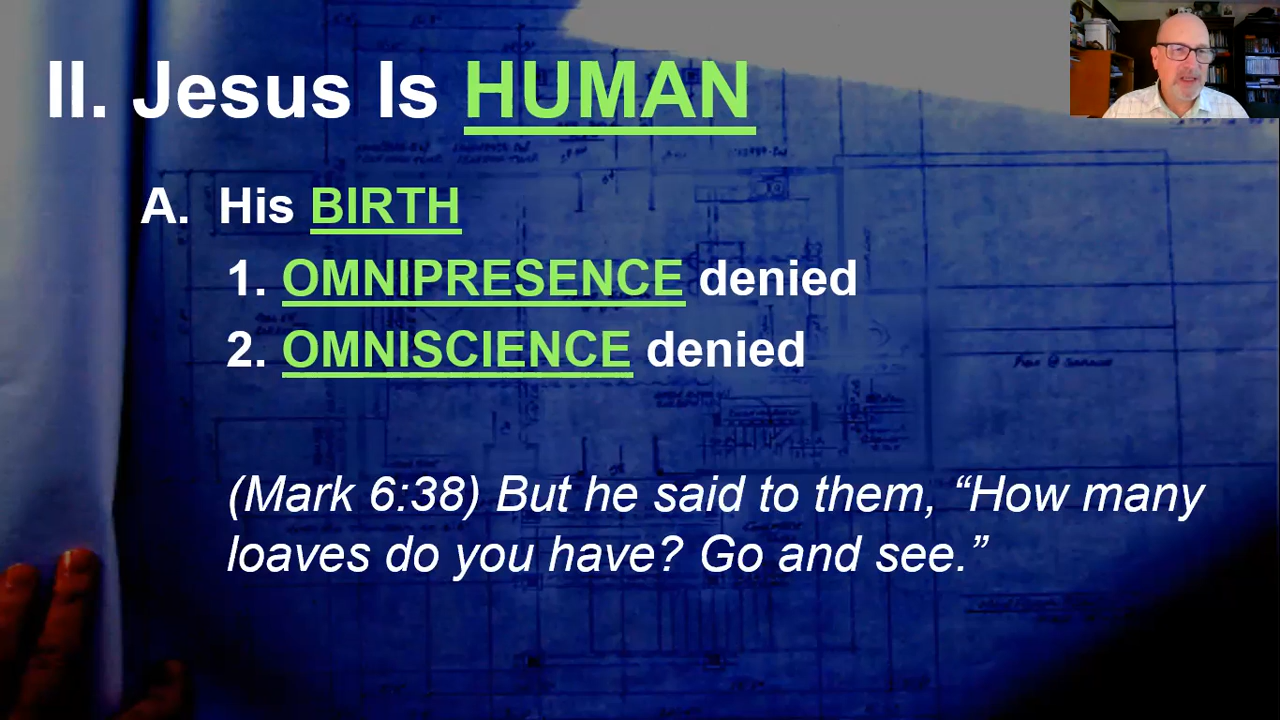 II. Jesus Is HUMAN
A. His BIRTH
1. OMNIPRESENCE denied
2. OMNISCIENCE denied
(Mark 6:38) But he said to them, “How many
loaves do you have? Go and see.”